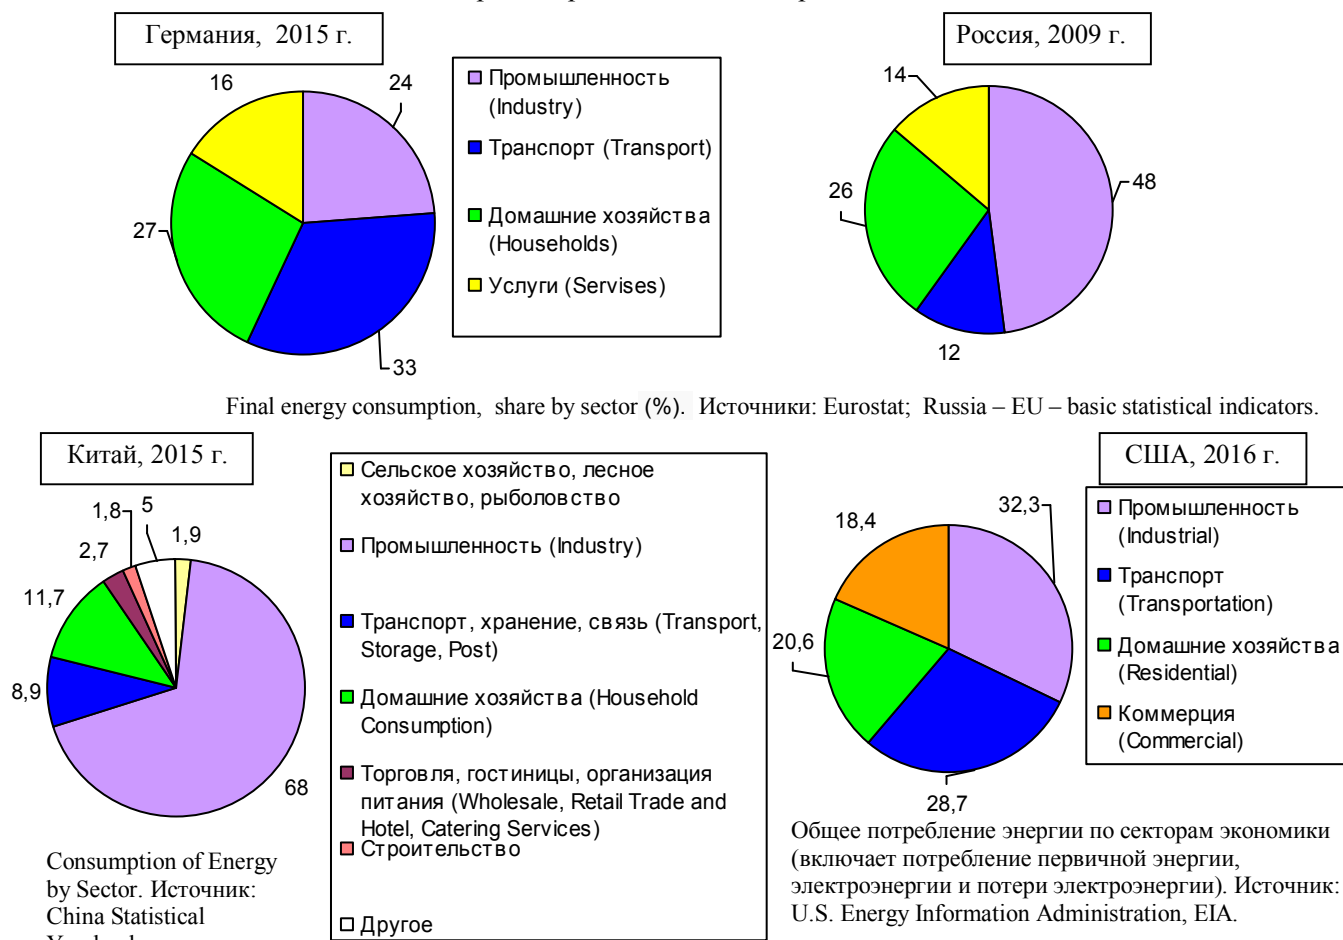 Германия, 2015 г.
16
24
27
33
Промышленность
(Industry)
Транспорт (Transport)
Домашние хозяйства
(Households)
Услуги (Servises)
Россия, 2009 г.
14
48
26
12
Final energy consumption, share by sector (%). Источники: Eurostat; Russia – EU – basic statistical indicators.
Китай, 2015 г.
1,8
5
1,9
2,7
11,7
8,9
68
Consumption of Energy
by Sector. Источник:
China Statistical
Сельское хозяйство, лесное
хозяйство, рыболовство
Промышленность (Industry)
Транспорт, хранение, связь (Transport,
Storage, Post)
Домашние хозяйства (Household
Consumption)
Торговля, гостиницы, организация
питания (Wholesale, Retail Trade and
Hotel, Catering Services)
Строительство
Другое
США, 2016 г.
18,4
32,3
20,6
28,7
Промышленность
(Industrial)
Транспорт
(Transportation)
Домашние хозяйства
(Residential)
Коммерция
(Commercial)
Общее потребление энергии по секторам экономики
(включает потребление первичной энергии,
электроэнергии и потери электроэнергии). Источник:
U.S. Energy Information Administration, EIA.